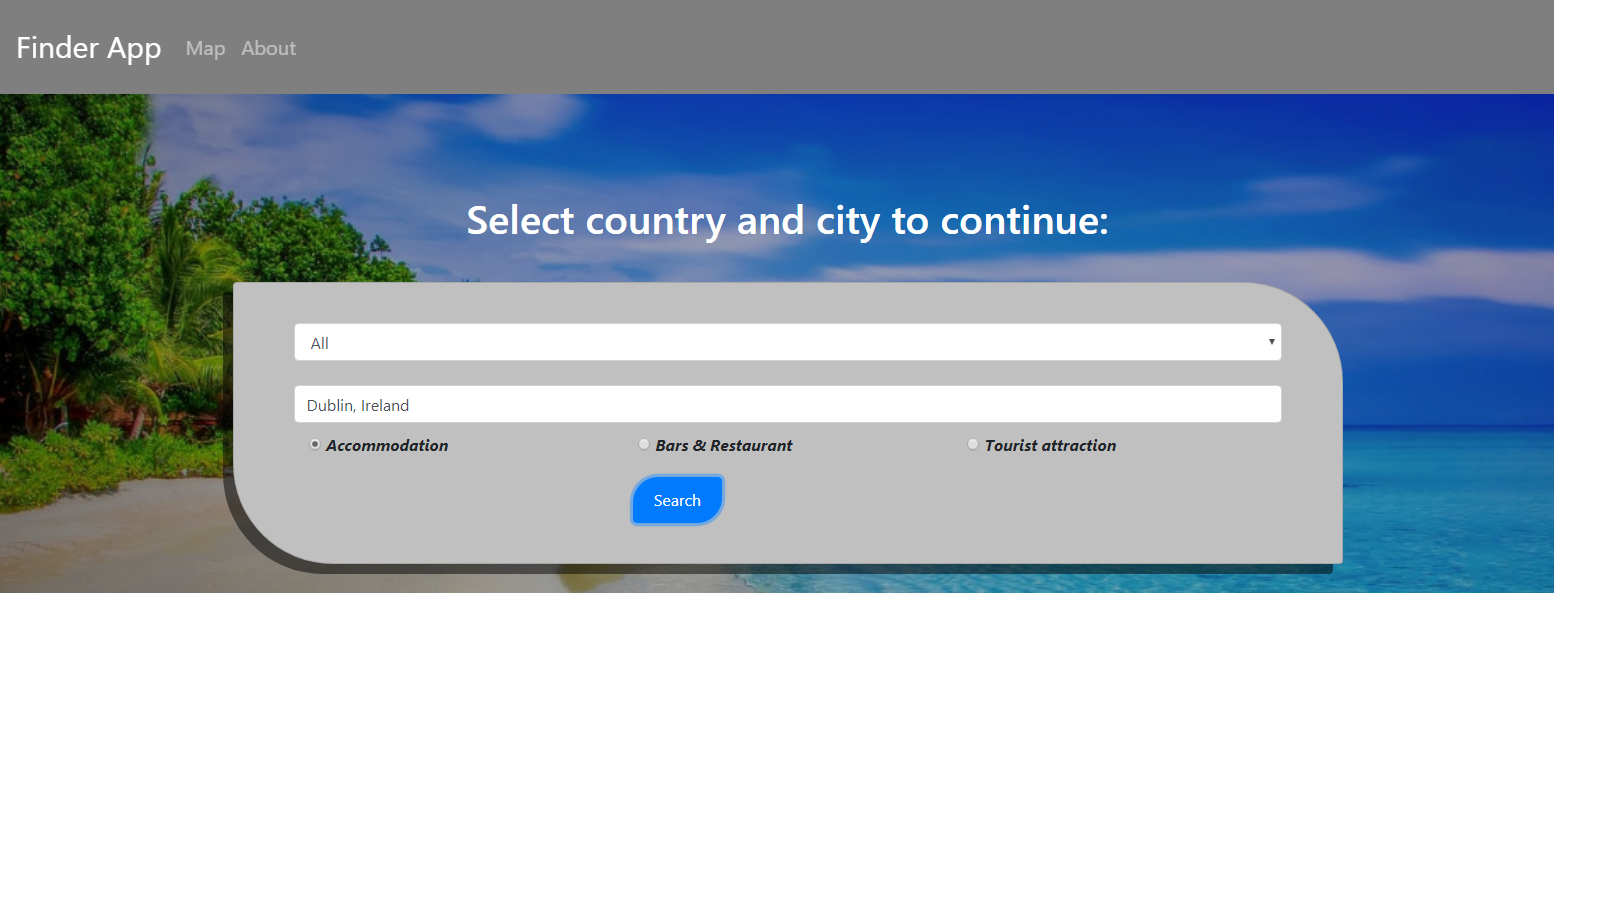 Finder App Map About
Select country and city to continue:
All
Dublin, Ireland
Accommodation Bars & Restaurant Tourist attraction
Search